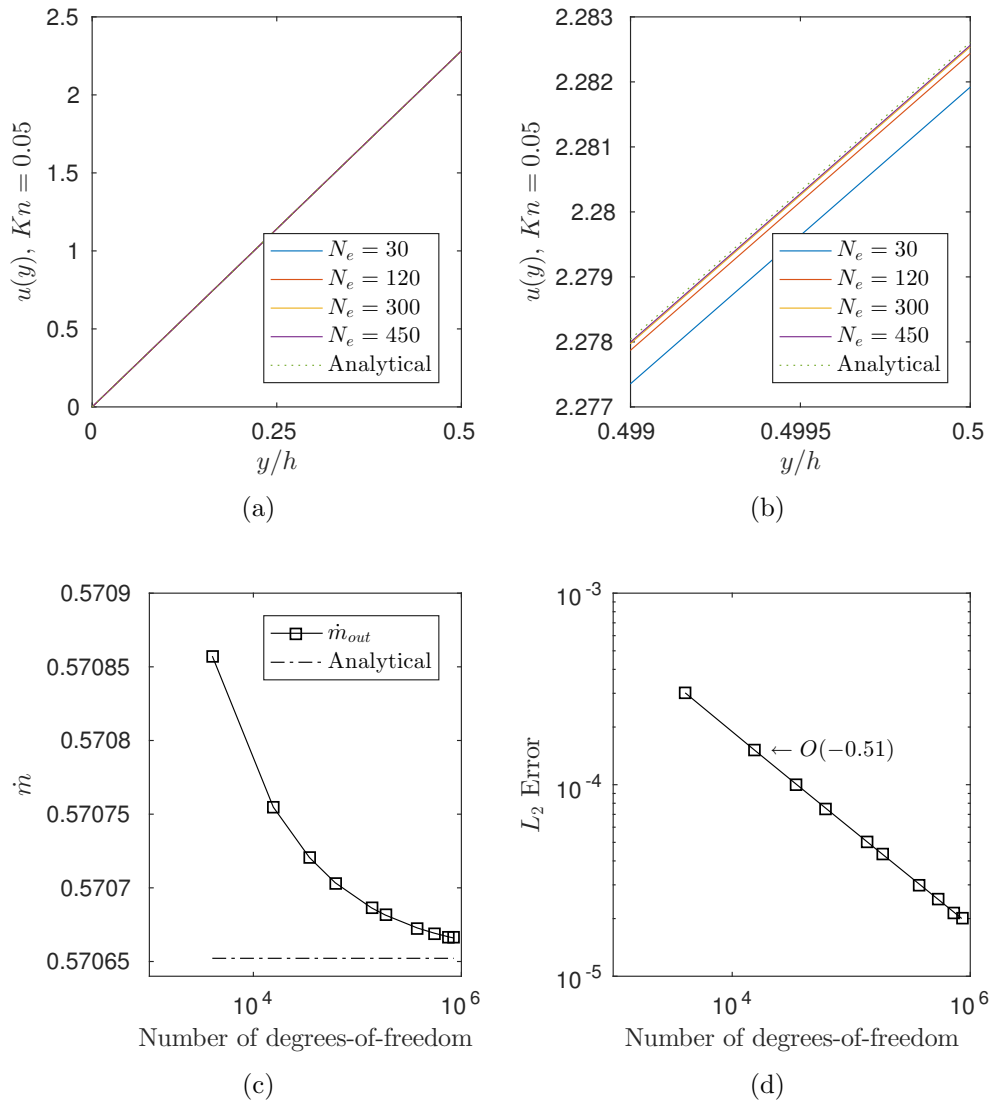 2.5
2
1.5
1
0.5
0
u(y), Kn = 0.05
N_e = 30
N_e = 120
N_e = 300
N_e = 450
Analytical
0
0.25
0.5
y/h
(a)
2.283
2.282
2.281
2.28
2.279
2.278
2.277
u(y), Kn = 0.05
N_e = 30
N_e = 120
N_e = 300
N_e = 450
Analytical
0.499
0.4995
0.5
y/h
(b)
0.5709
0.57085
0.5708
0.57075
0.5707
0.57065
ṁ
ṁ_{out}
Analytical
10^4
10^6
Number of degrees-of-freedom
(c)
10^{-3}
10^{-4}
10^{-5}
L_2 Error
← O(−0.51)
10^4
10^6
Number of degrees-of-freedom
(d)